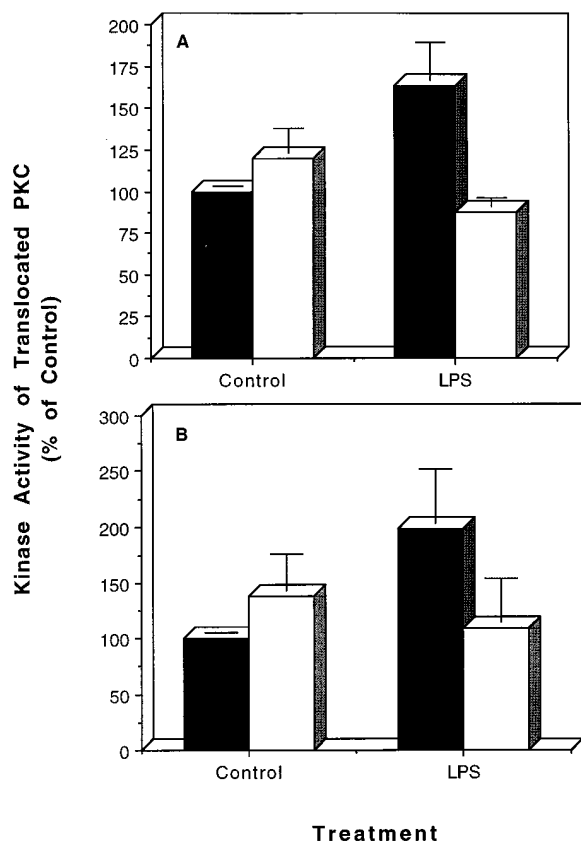 Kinase Activity of Translocated PKC
(% of Control)
A
200
175
150
125
100
75
50
25
0
Control LPS
B
300
250
200
150
100
50
0
Control LPS
Treatment